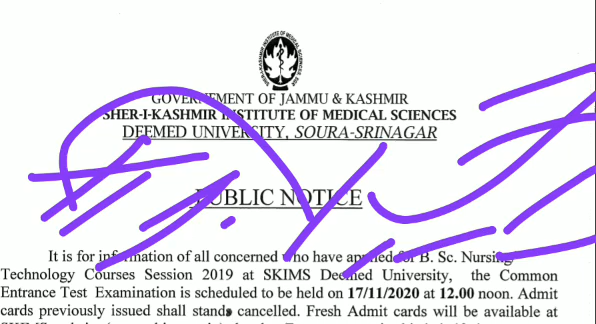 GOVERNMENT OF JAMMU & KASHMIR
SHER-I-KASHMIR INSTITUTE OF MEDICAL SCIENCES
DEEMED UNIVERSITY, SOURA-SRINAGAR
PUBLIC NOTICE
It is for information of all concerned who have applied for B. Sc. Nursing
Technology Courses Session 2019 at SKIMS Deemed University, the Common
Entrance Test Examination is scheduled to be held on 17/11/2020 at 12.00 noon. Admit
cards previously issued shall stands cancelled. Fresh Admit cards will be available at